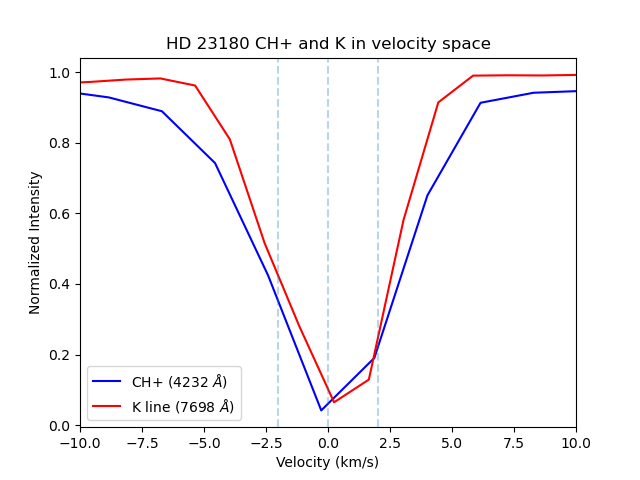 HD 23180 CH+ and K in velocity space
1.0
0.8
0.6
0.4
0.2
0.0
Normalized Intensity
CH+ (4232 Å)
K line (7698 Å)
−10.0 −7.5 −5.0 −2.5 0.0 2.5 5.0 7.5 10.0
Velocity (km/s)